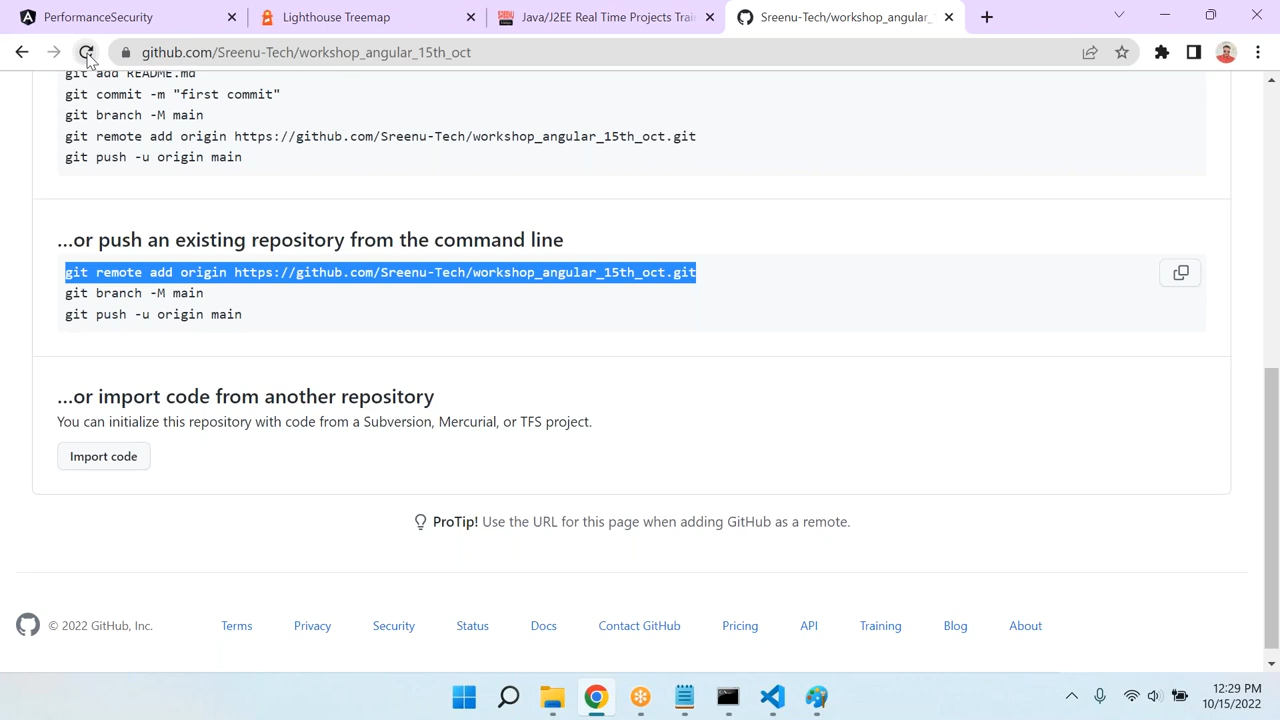 PerformanceSecurity
Lighthouse Treemap
Java/J2EE Real Time Projects Trai
Sreenu-Tech/workshop_angular_
github.com/Sreenu-Tech/workshop_angular_15th_oct
git add README.md
git commit -m "first commit"
git branch -M main
git remote add origin https://github.com/Sreenu-Tech/workshop_angular_15th_oct.git
git push -u origin main
…or push an existing repository from the command line
git remote add origin https://github.com/Sreenu-Tech/workshop_angular_15th_oct.git
git branch -M main
git push -u origin main
…or import code from another repository
You can initialize this repository with code from a Subversion, Mercurial, or TFS project.
Import code
ProTip! Use the URL for this page when adding GitHub as a remote.
© 2022 GitHub, Inc.
Terms
Privacy
Security
Status
Docs
Contact GitHub
Pricing
API
Training
Blog
About
12:29 PM
10/15/2022